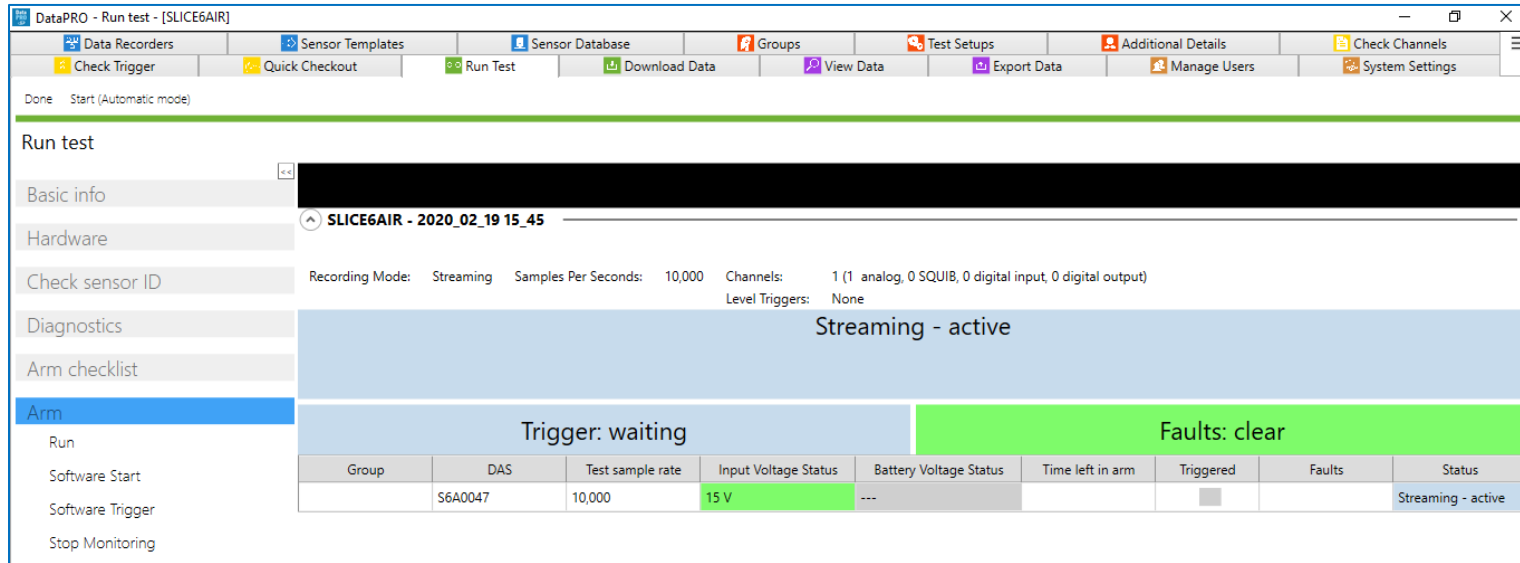 DataPRO - Run test - [SLICE6AIR]
Data Recorders Sensor Templates Sensor Database Groups Test Setups Additional Details Check Channels
Check Trigger Quick Checkout Run Test Download Data View Data Export Data Manage Users System Settings
Done Start (Automatic mode)
Run test
<<
Basic info
SLICE6AIR - 2020_02_19 15_45
Hardware
Check sensor ID
Recording Mode: Streaming Samples Per Seconds: 10,000 Channels: 1 (1 analog, 0 SQUIB, 0 digital input, 0 digital output)
Level Triggers: None
Diagnostics
Streaming - active
Arm checklist
Arm
Trigger: waiting Faults: clear
Run
Group DAS Test sample rate Input Voltage Status Battery Voltage Status Time left in arm Triggered Faults Status
Software Start
S6A0047 10,000 15 V --- Streaming - active
Software Trigger
Stop Monitoring